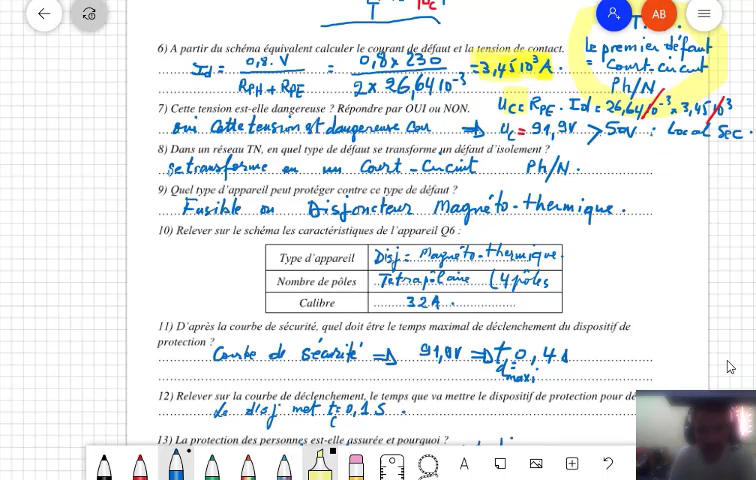 T
T
AB
le premier défaut
= Court-circuit
Ph/N
6) A partir du schéma équivalent calculer le courant de défaut et la tension de contact.
Id = 0,8. V / RPH + RPE = 0,8 x 230 / 2 x 26,64 10⁻³ = 3,45 10³ A.
Uc = RPE . Id = 26,64 10⁻³ x 3,45 10³
7) Cette tension est-elle dangereuse ? Répondre par OUI ou NON.
oui cette tension est dangereuse car ⇒ Uc = 91,9V > 50V : Local sec.
8) Dans un réseau TN, en quel type de défaut se transforme un défaut d'isolement ?
se transforme en un Court-Circuit Ph/N.
9) Quel type d'appareil peut protéger contre ce type de défaut ?
Fusible ou Disjoncteur Magnéto-thermique.
10) Relever sur le schéma les caractéristiques de l'appareil Q6 :
Type d'appareil Disj = Magnéto-thermique.
Nombre de pôles Tétrapôlaire (4 pôles
Calibre 32A.
11) D'après la courbe de sécurité, quel doit être le temps maximal de déclenchement du dispositif de
protection ?
Courbe de sécurité ⇒ ⇒ t = 0,4 s
maxi
12) Relever sur la courbe de déclenchement, le temps que va mettre le dispositif de protection pour dé
Le disj met tc = 0,1 s.
13) La protection des personnes est-elle assurée et pourquoi ?
A